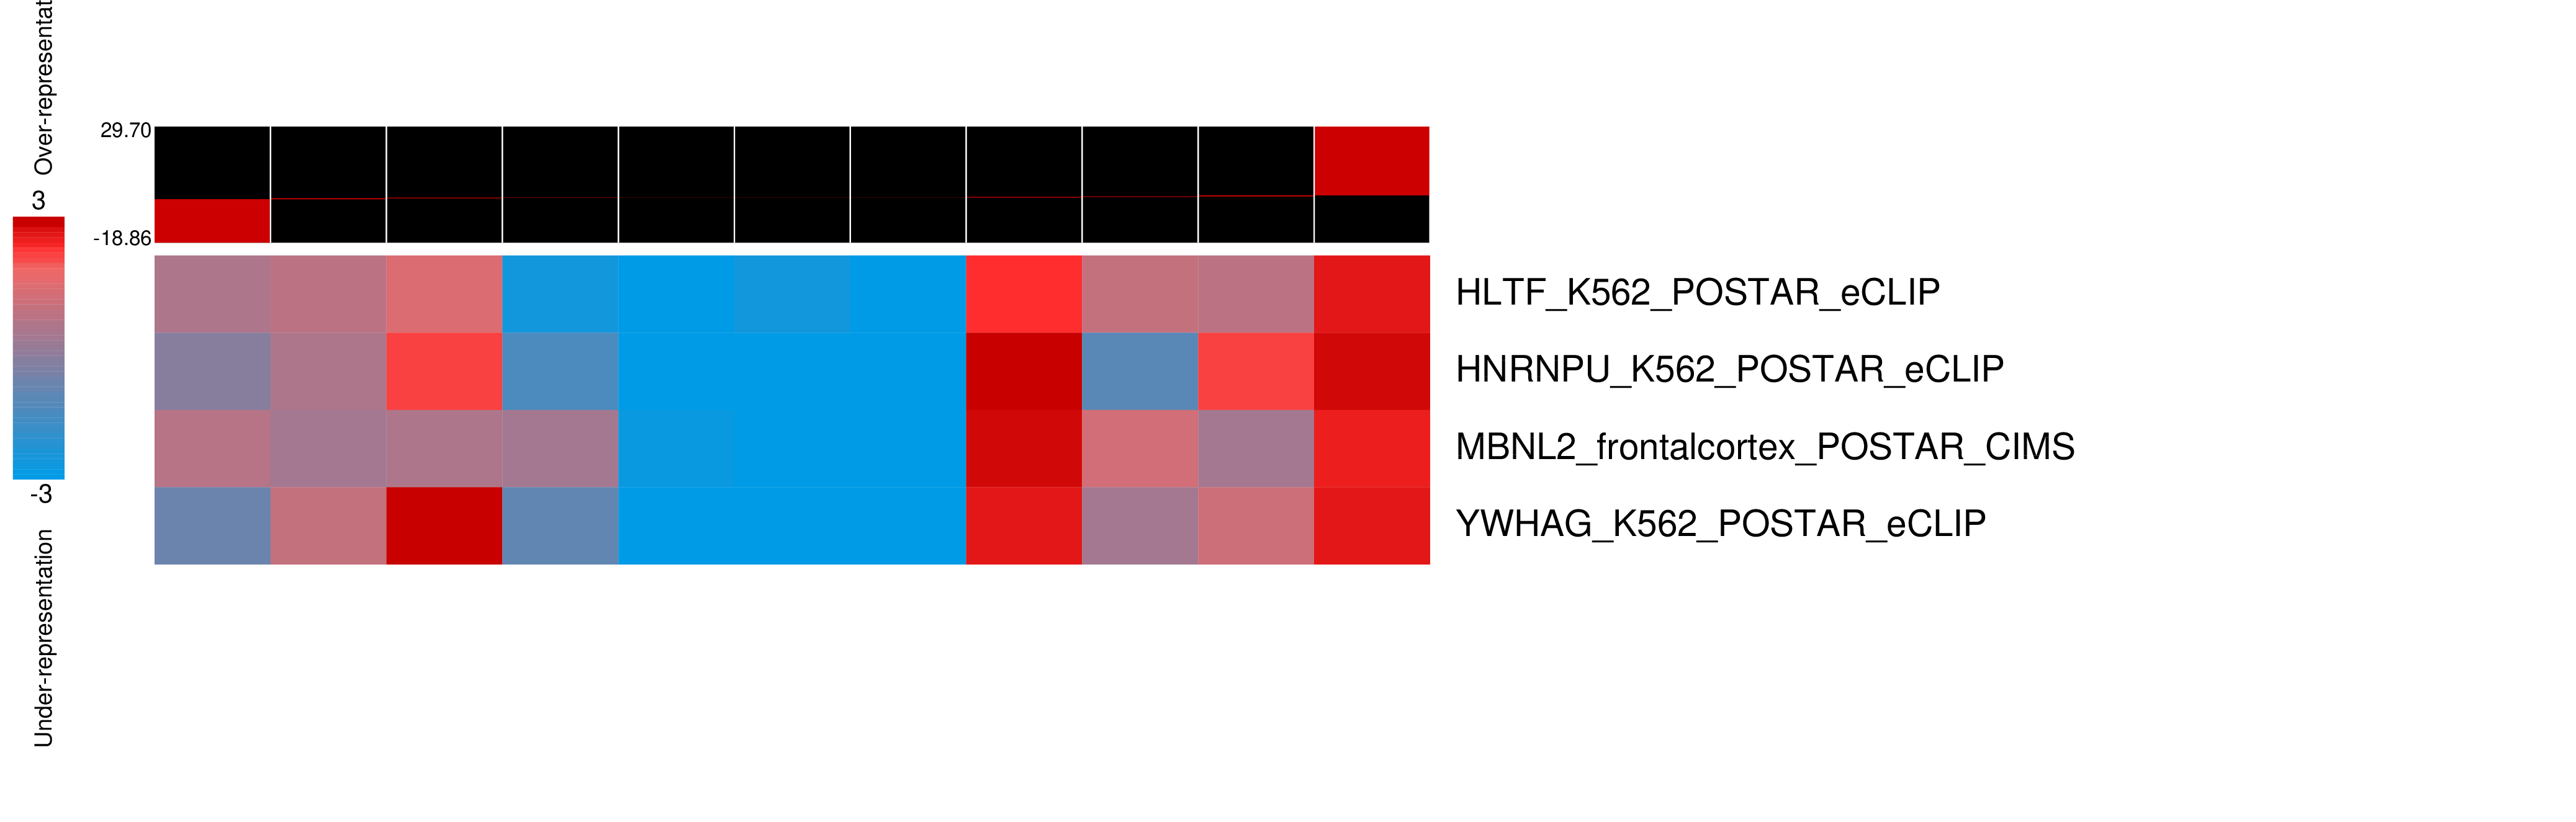 Over-representat
29.70
3
-18.86
HLTF_K562_POSTAR_eCLIP
HNRNPU_K562_POSTAR_eCLIP
MBNL2_frontalcortex_POSTAR_CIMS
-3
YWHAG_K562_POSTAR_eCLIP
Under-representation